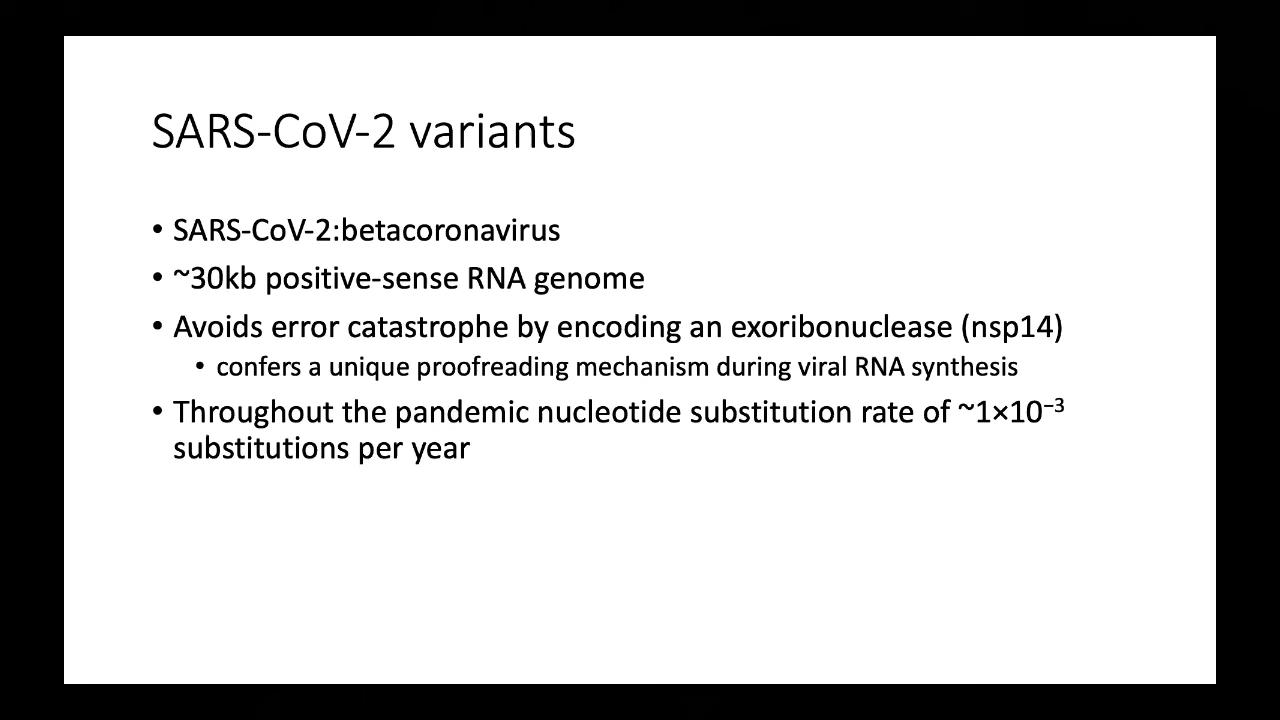 SARS-CoV-2 variants
• SARS-CoV-2:betacoronavirus
• ~30kb positive-sense RNA genome
• Avoids error catastrophe by encoding an exoribonuclease (nsp14)
• confers a unique proofreading mechanism during viral RNA synthesis
• Throughout the pandemic nucleotide substitution rate of ~1×10⁻³
substitutions per year